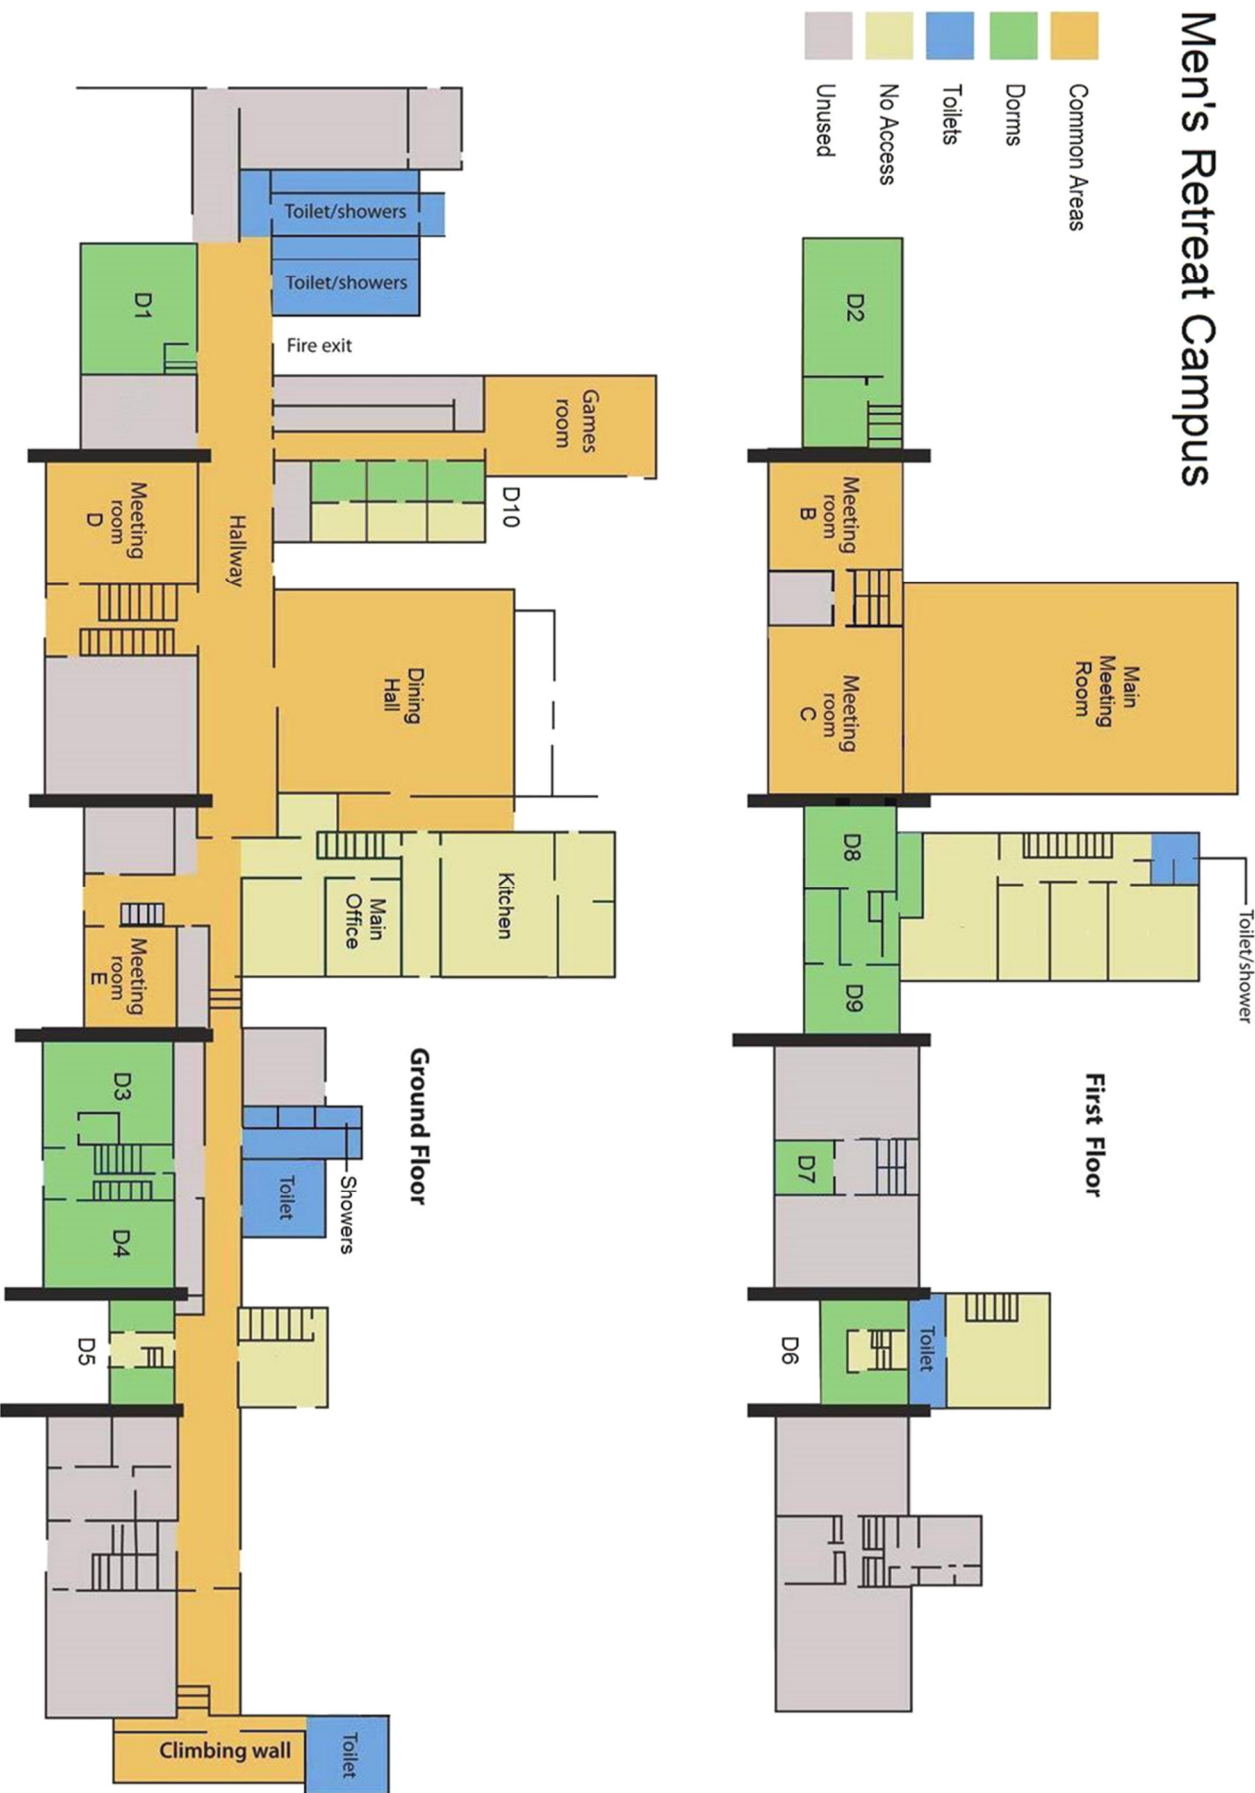 Men's Retreat Campus
Common Areas
Dorms
Toilets
No Access
Unused
D2
Meeting
room
B
Main
Meeting
Room
Meeting
room
C
D8
D9
Toilet/shower
First Floor
D7
D6
Toilet
Toilet/showers
Toilet/showers
D1
Fire exit
Games
room
D10
Meeting
room
D
Hallway
Dining
Hall
Kitchen
Main
Office
Meeting
room
E
Ground Floor
D3
D4
Showers
Toilet
D5
Climbing wall
Toilet